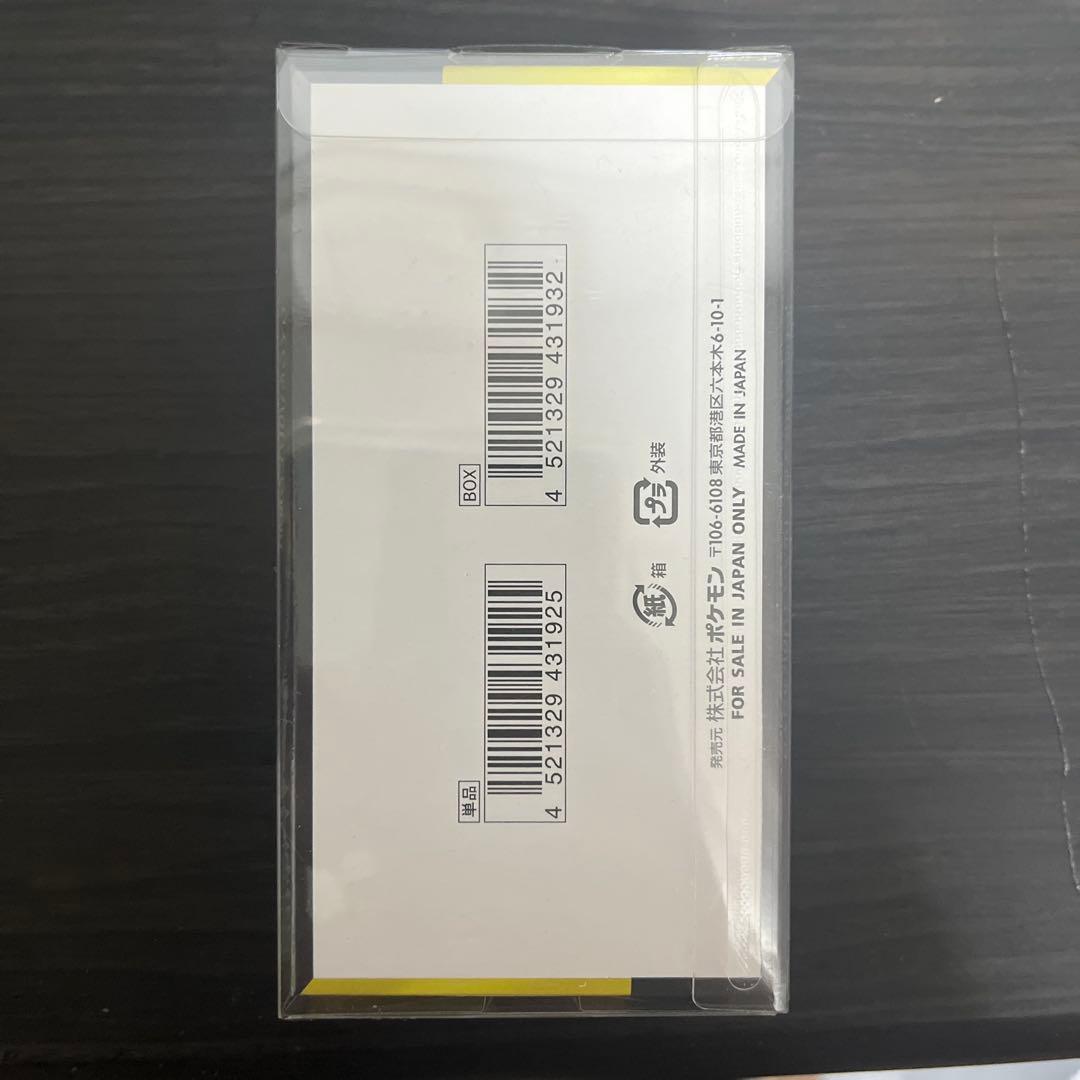 単品
4 521329 431925
BOX
4 521329 431932
紙 箱
プラ 外装
発売元 株式会社 ポケモン 〒106-6108 東京都港区六本木6-10-1
FOR SALE IN JAPAN ONLY MADE IN JAPAN